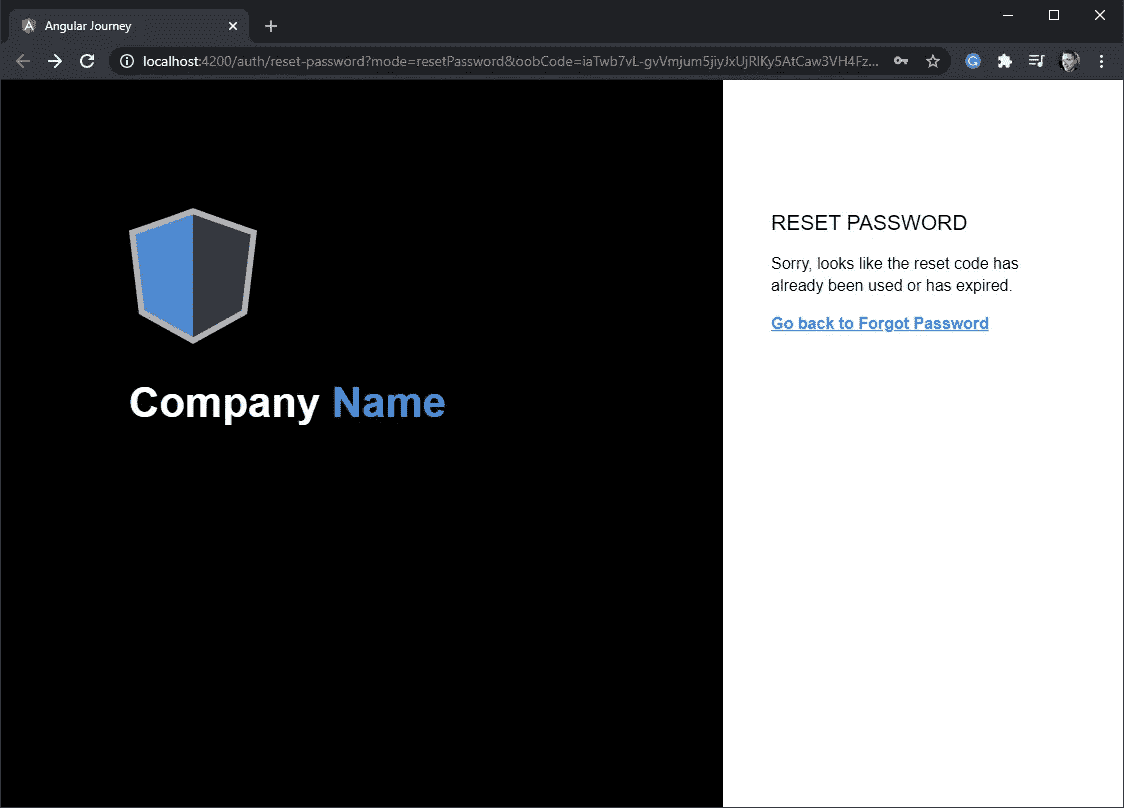 Angular Journey
localhost:4200/auth/reset-password?mode=resetPassword&oobCode=iaTwb7vL-gvVmjum5jiyJxUjRlKy5AtCaw3VH4Fz...
RESET PASSWORD
Sorry, looks like the reset code has
already been used or has expired.
Go back to Forgot Password
Company Name